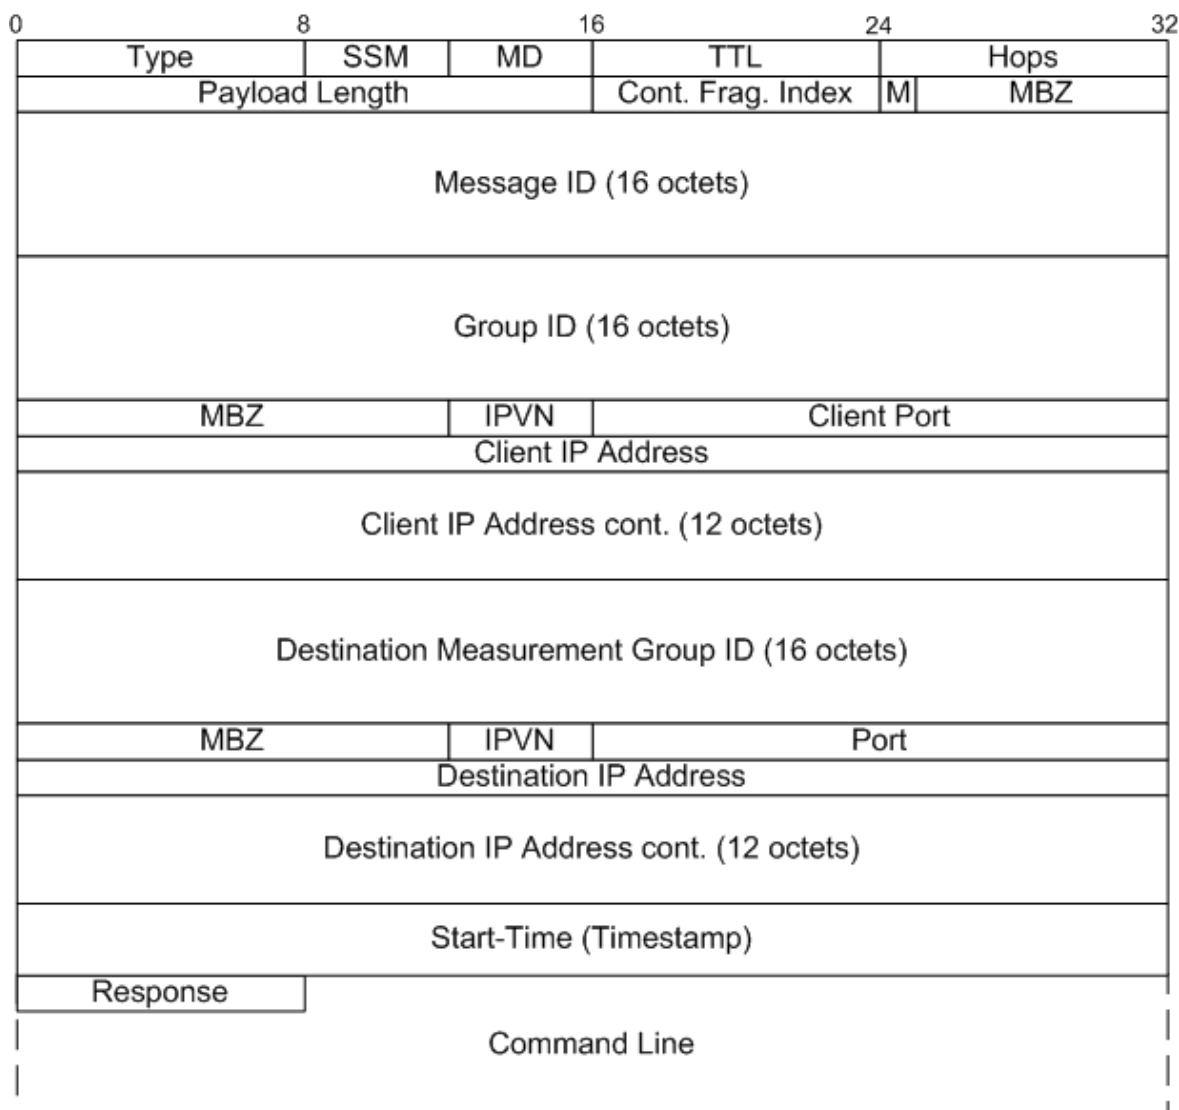 0 8 16 24 32
Type SSM MD TTL Hops
Payload Length Cont. Frag. Index M MBZ
Message ID (16 octets)
Group ID (16 octets)
MBZ IPVN Client Port
Client IP Address
Client IP Address cont. (12 octets)
Destination Measurement Group ID (16 octets)
MBZ IPVN Port
Destination IP Address
Destination IP Address cont. (12 octets)
Start-Time (Timestamp)
Response
Command Line